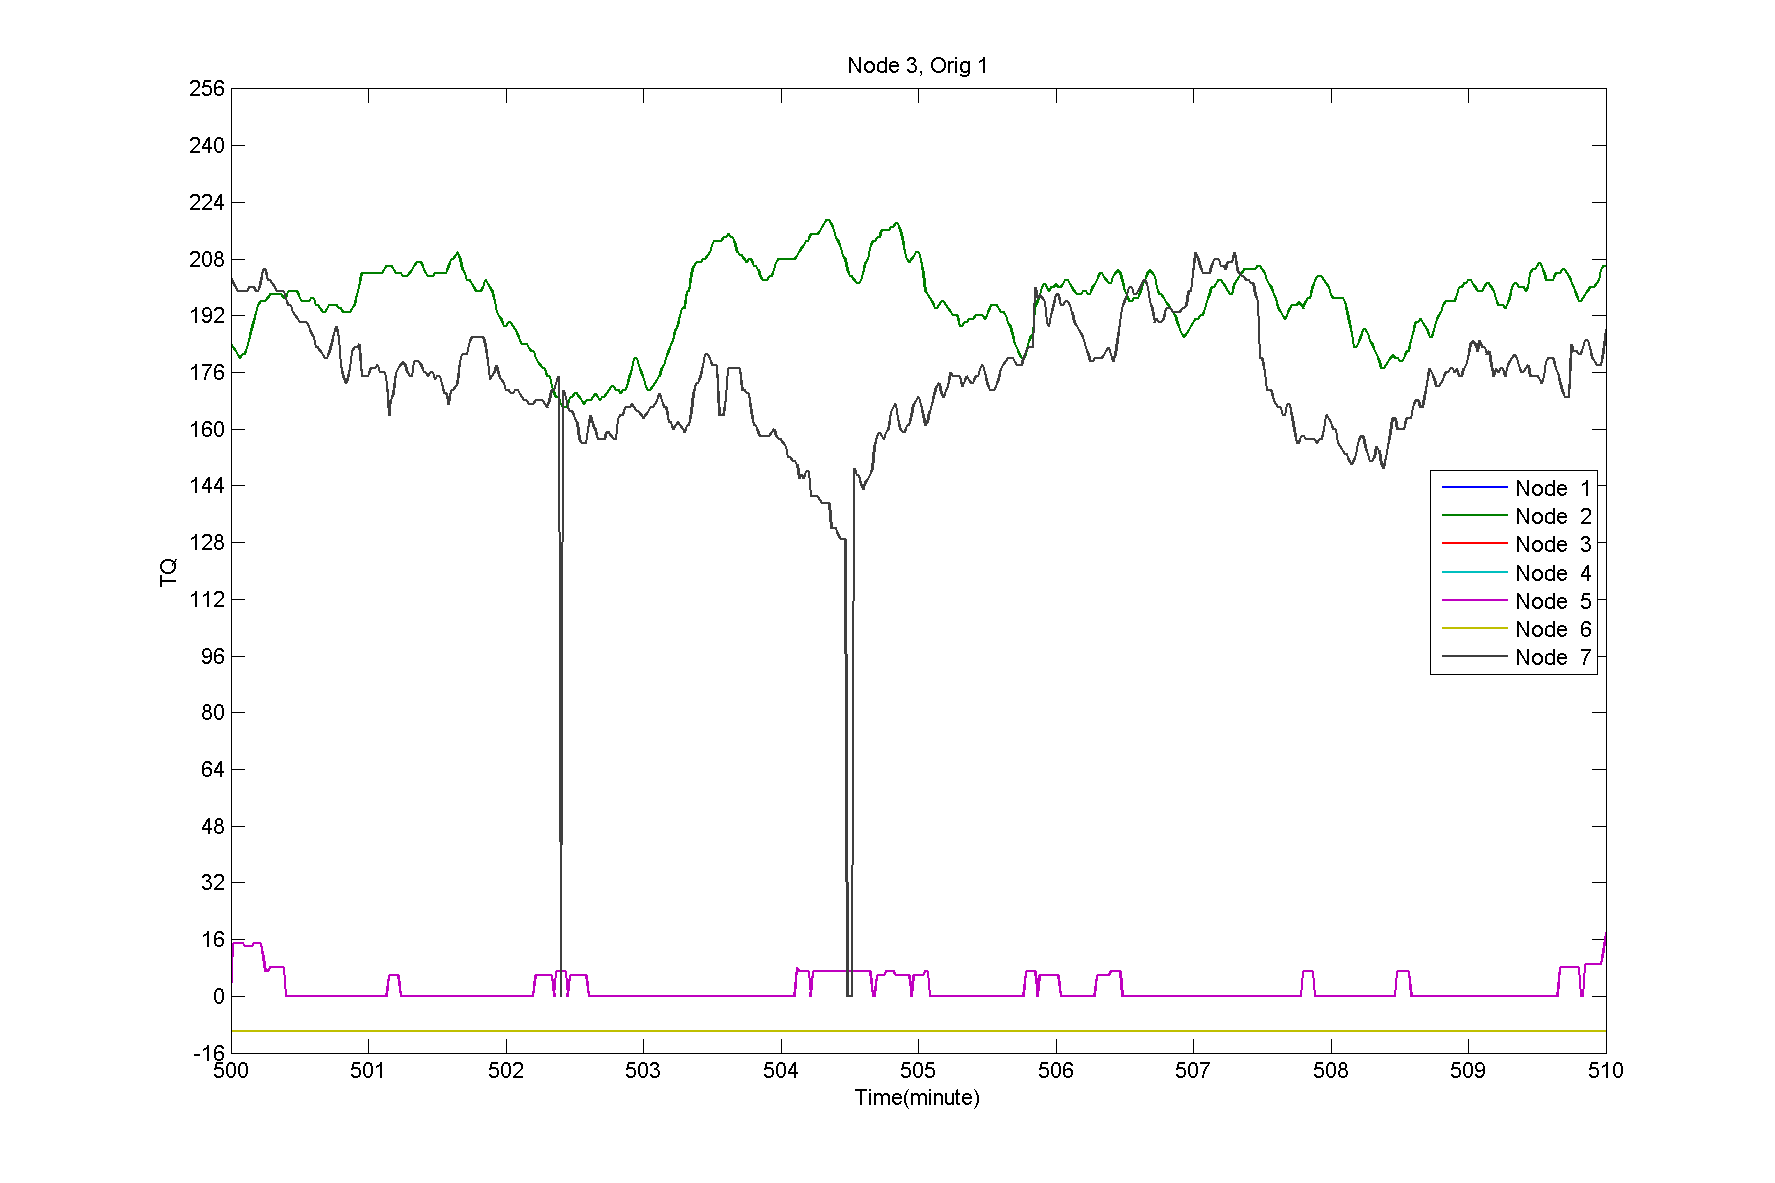 Node 3, Orig 1
256
240
224
208
192
176
160
144
128
112
96
80
64
48
32
16
0
-16
TQ
Node 1
Node 2
Node 3
Node 4
Node 5
Node 6
Node 7
500 501 502 503 504 505 506 507 508 509 510
Time(minute)